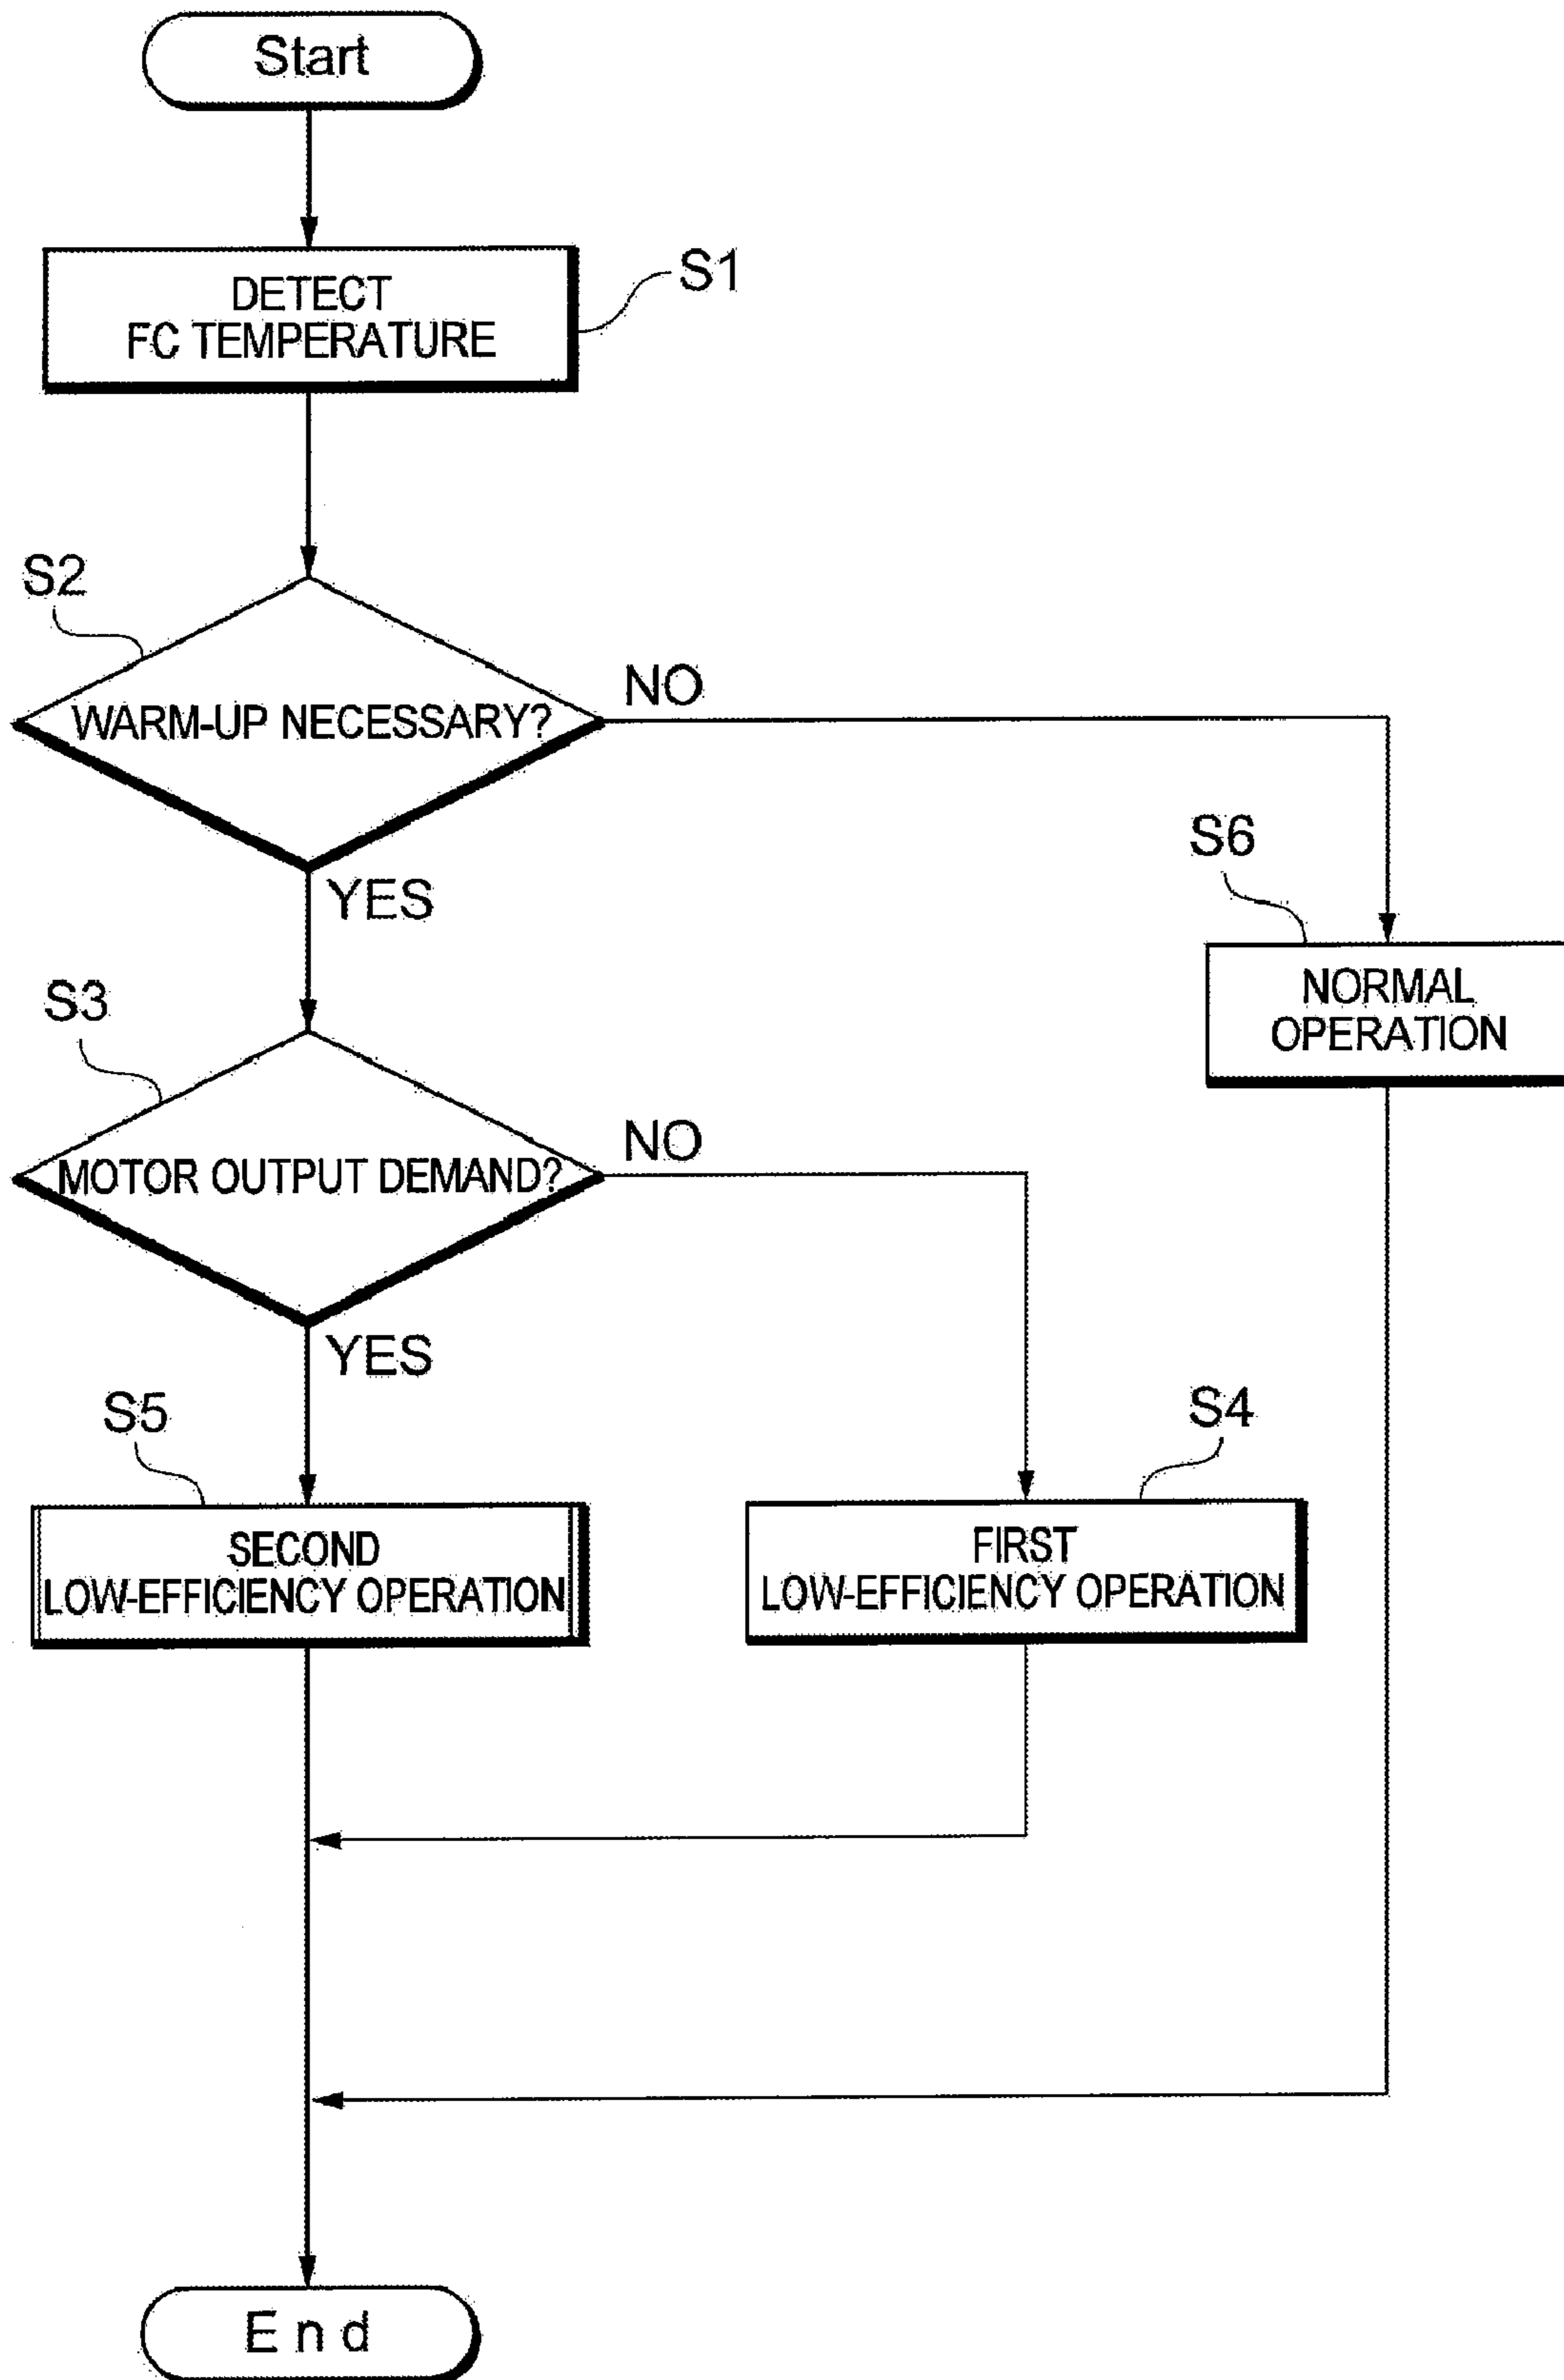 Start
DETECT
FC TEMPERATURE
S1
S2
WARM-UP NECESSARY?
NO
YES
S6
NORMAL
OPERATION
S3
MOTOR OUTPUT DEMAND?
NO
YES
S5
SECOND
LOW-EFFICIENCY OPERATION
S4
FIRST
LOW-EFFICIENCY OPERATION
End